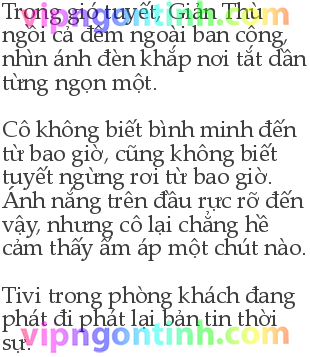 vipngontinh.com
Trong gió tuyết, Giản Thù
ngồi cả đêm ngoài ban công,
nhìn ánh đèn khắp nơi tắt dần
từng ngọn một.
Cô không biết bình minh đến
từ bao giờ, cũng không biết
tuyết ngừng rơi từ bao giờ.
Ánh nắng trên đầu rực rỡ đến
vậy, nhưng cô lại chẳng hề
cảm thấy ấm áp một chút nào.
Tivi trong phòng khách đang
phát đi phát lại bản tin thời
vipngontinh.com
sự.